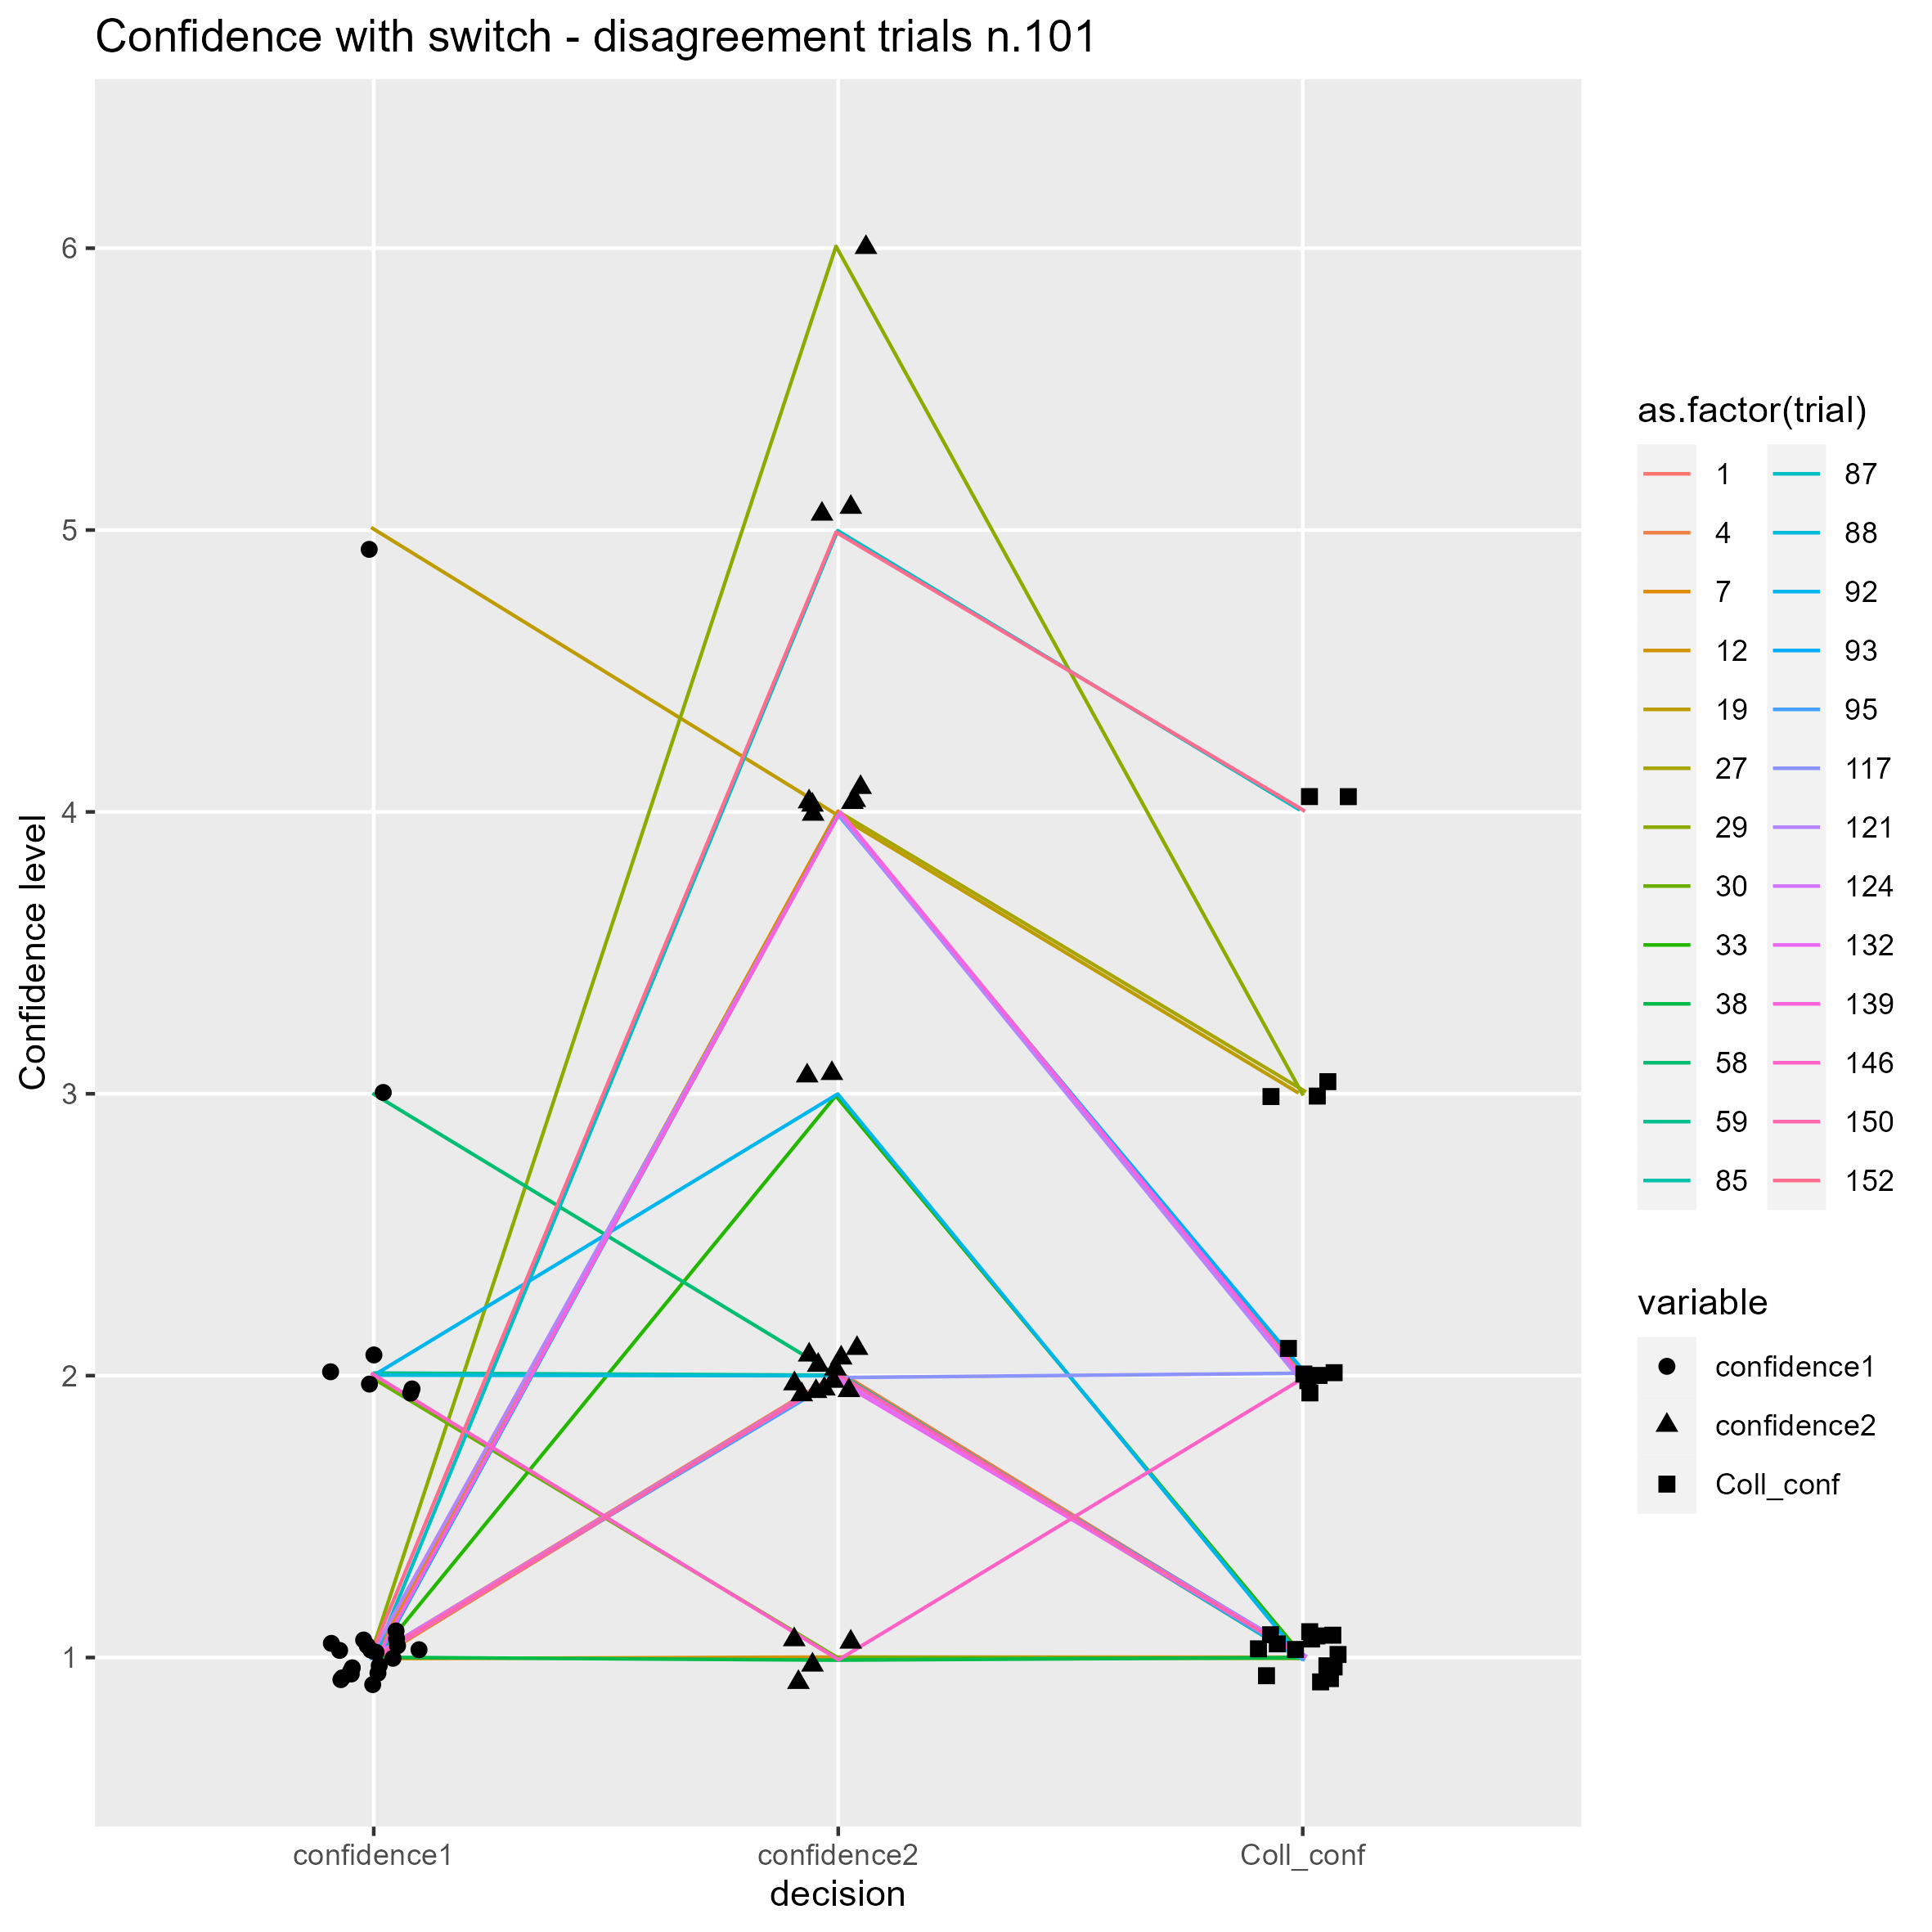 Confidence with switch - disagreement trials n.101
6
5
4
3
2
1
Confidence level
confidence1 confidence2 Coll_conf
decision
as.factor(trial)
1 87
4 88
7 92
12 93
19 95
27 117
29 121
30 124
33 132
38 139
58 146
59 150
85 152
variable
confidence1
confidence2
Coll_conf